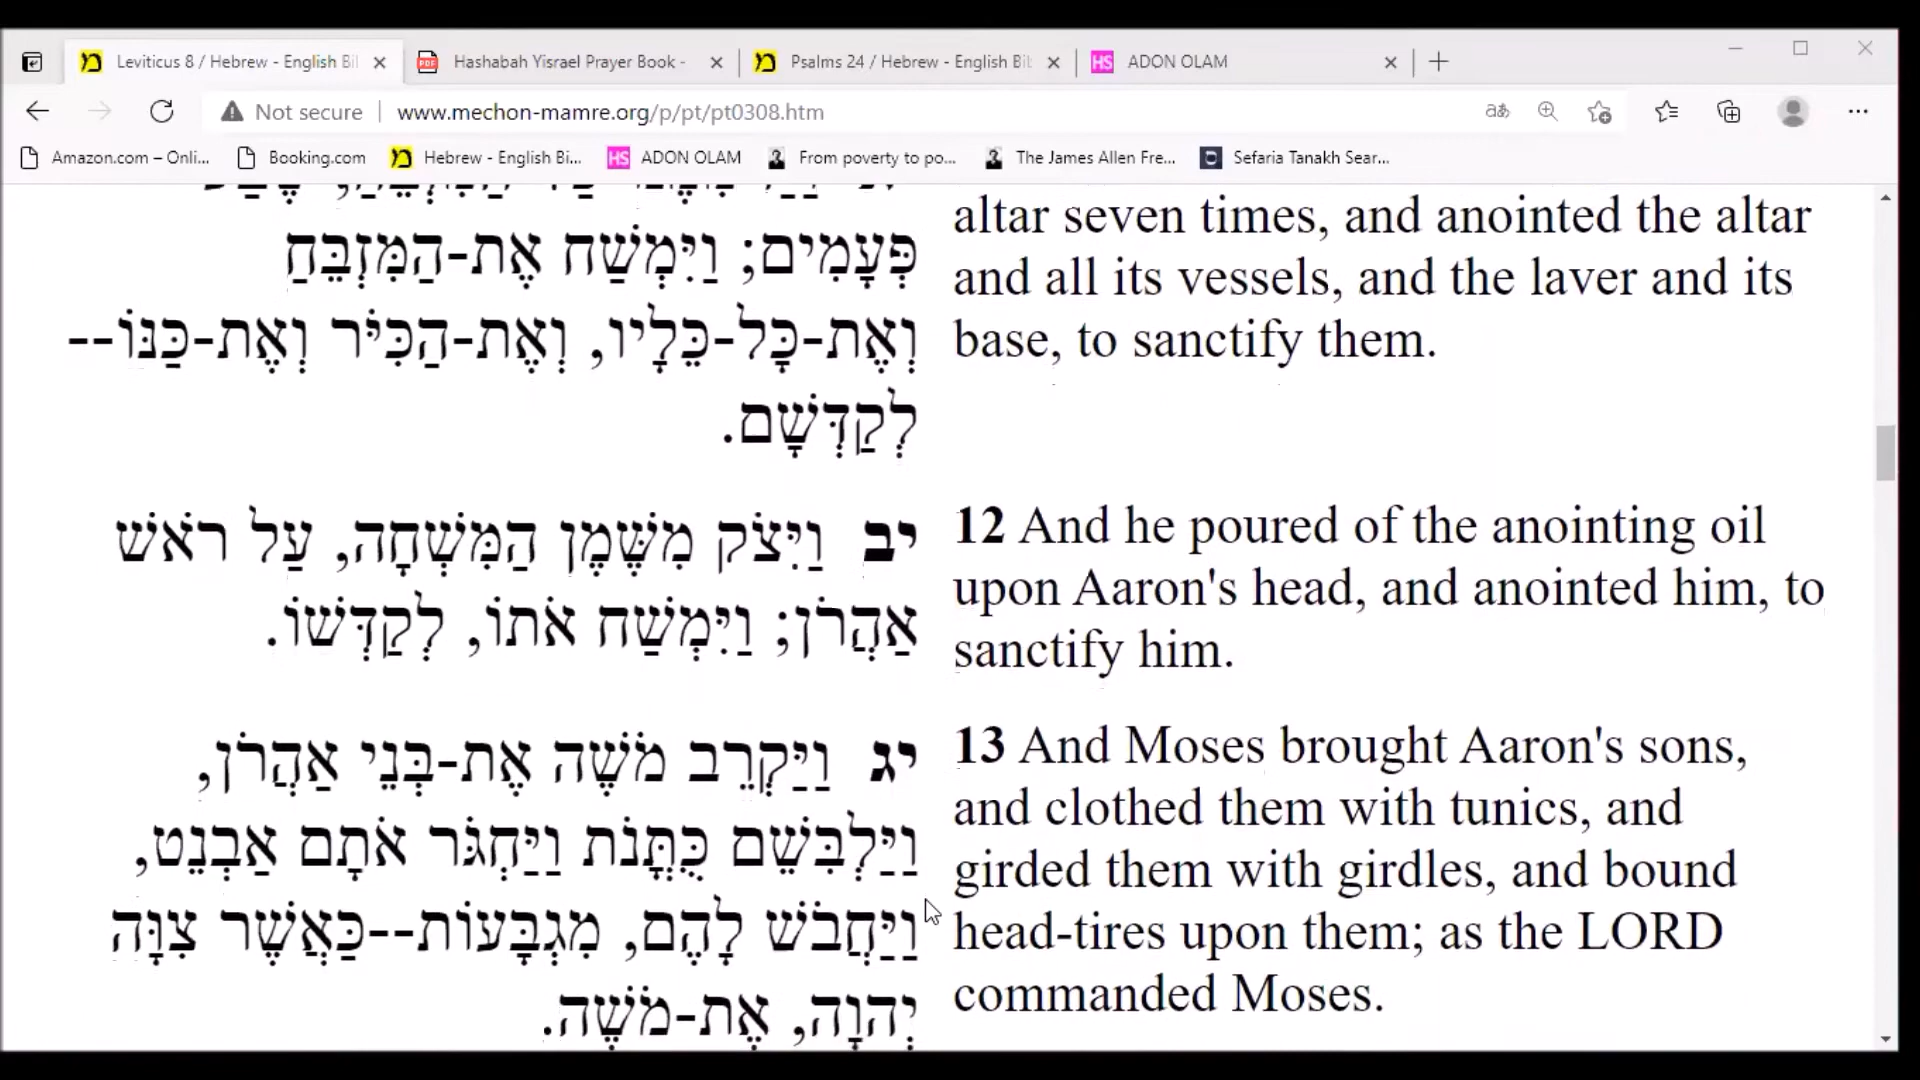 Leviticus 8 / Hebrew - English Bil
Hashabah Yisrael Prayer Book -
Psalms 24 / Hebrew - English Bib
HS ADON OLAM
Not secure
www.mechon-mamre.org/p/pt/pt0308.htm
Amazon.com – Onli...
Booking.com
Hebrew - English Bi...
HS ADON OLAM
From poverty to po...
The James Allen Fre...
Sefaria Tanakh Sear...
פְּעָמִים; וַיִּמְשַׁח אֶת-הַמִּזְבֵּחַ
וְאֶת-כָּל-כֵּלָיו, וְאֶת-הַכִּיֹּר וְאֶת-כַּנּוֹ--
לְקַדְּשָׁם.
altar seven times, and anointed the altar
and all its vessels, and the laver and its
base, to sanctify them.
יב וַיִּצֹק מִשֶּׁמֶן הַמִּשְׁחָה, עַל רֹאשׁ
אַהֲרֹן; וַיִּמְשַׁח אֹתוֹ, לְקַדְּשׁוֹ.
12 And he poured of the anointing oil
upon Aaron's head, and anointed him, to
sanctify him.
יג וַיַּקְרֵב מֹשֶׁה אֶת-בְּנֵי אַהֲרֹן,
וַיַּלְבִּשֵׁם כֻּתֳּנֹת וַיַּחְגֹּר אֹתָם אַבְנֵט,
וַיַּחֲבֹשׁ לָהֶם, מִגְבָּעוֹת--כַּאֲשֶׁר צִוָּה
יְהוָה, אֶת-מֹשֶׁה.
13 And Moses brought Aaron's sons,
and clothed them with tunics, and
girded them with girdles, and bound
head-tires upon them; as the LORD
commanded Moses.